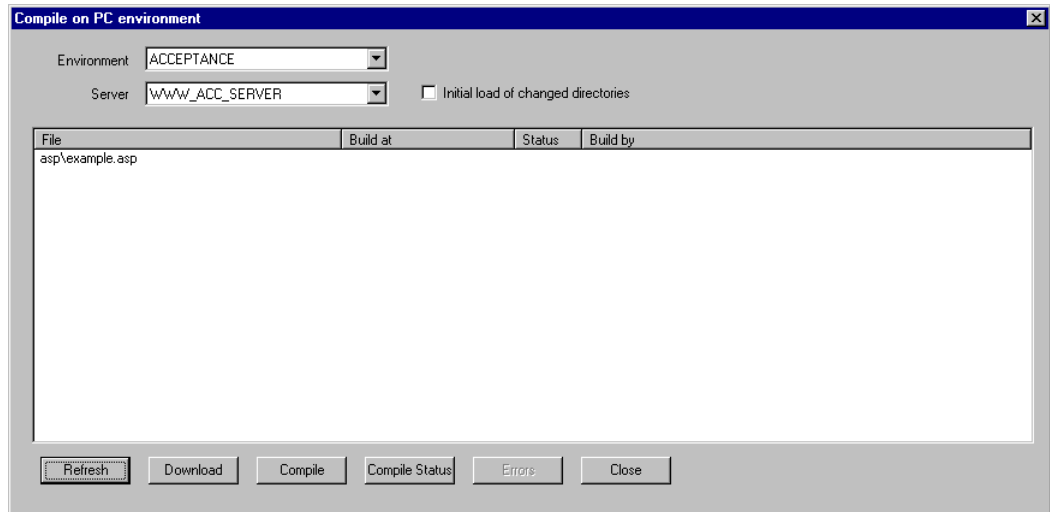 Compile on PC environment
Environment ACCEPTANCE
Server WWW_ACC_SERVER Initial load of changed directories
File Build at Status Build by
asp\example.asp
Refresh Download Compile Compile Status Errors Close